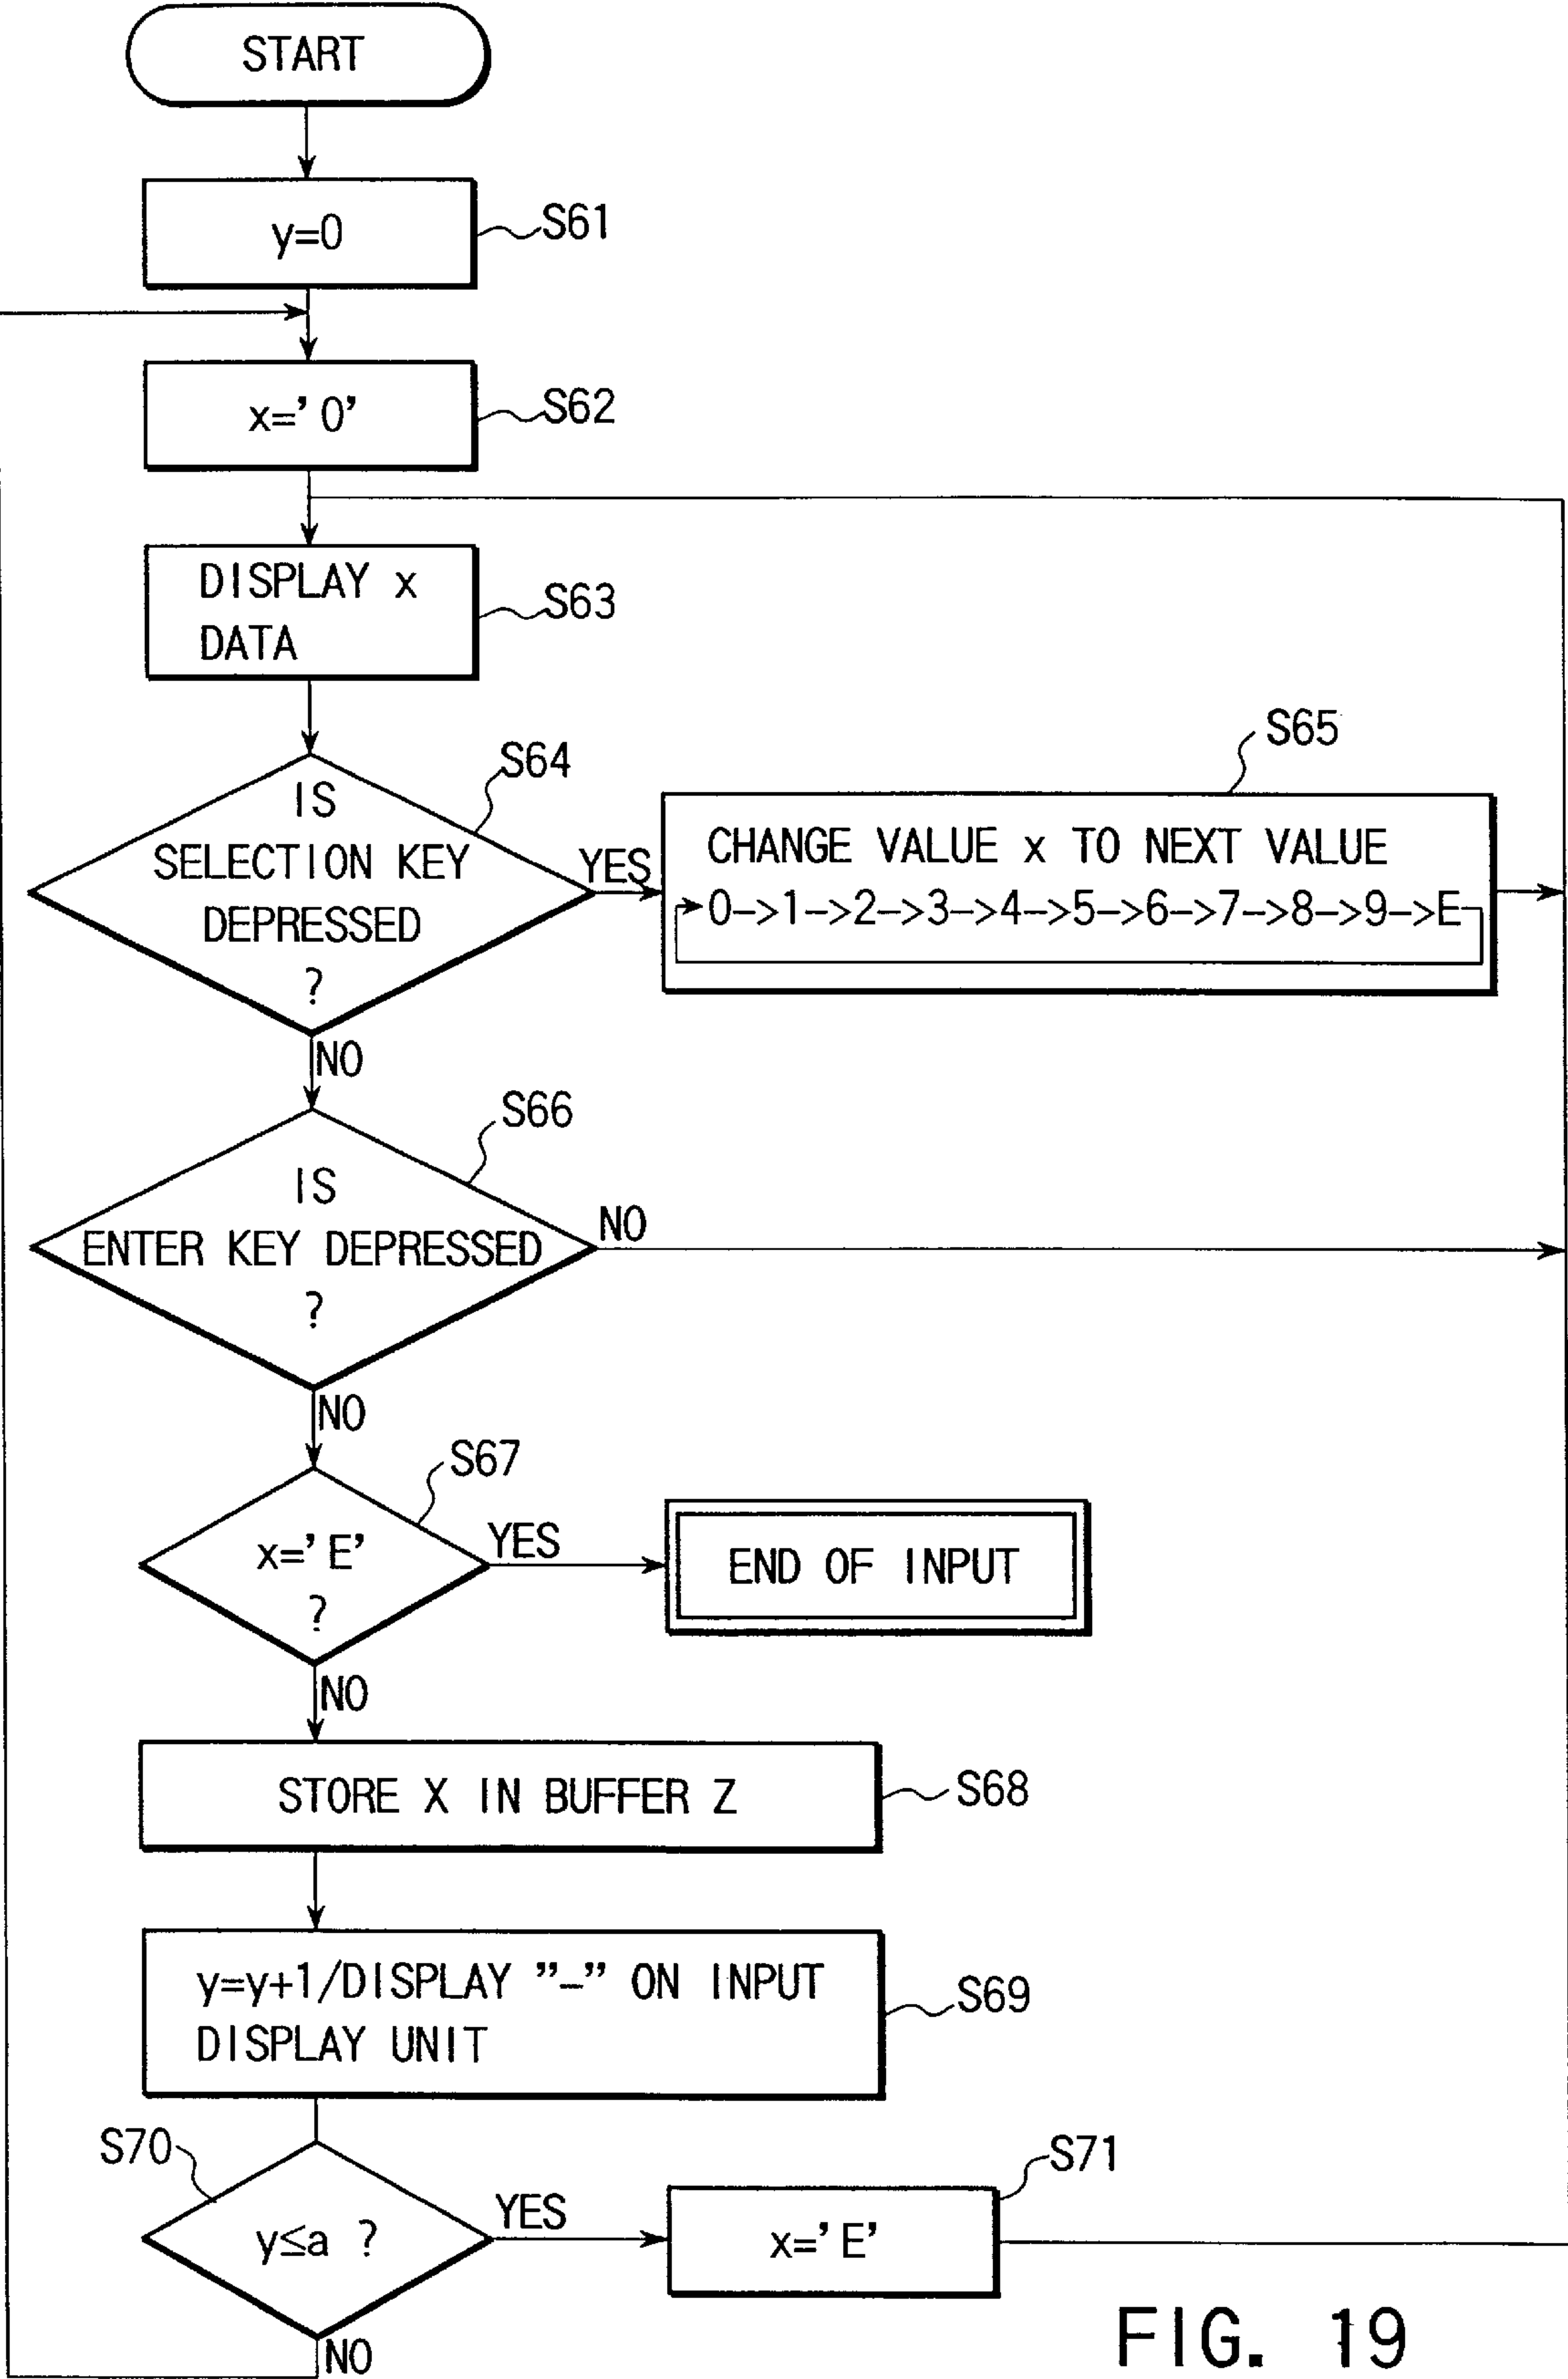 START
y=0
S61
x='0'
S62
DISPLAY x
DATA
S63
S64
IS
SELECTION KEY
DEPRESSED
?
YES
NO
S65
CHANGE VALUE x TO NEXT VALUE
0->1->2->3->4->5->6->7->8->9->E
S66
IS
ENTER KEY DEPRESSED
?
NO
NO
S67
x='E'
?
YES
END OF INPUT
NO
STORE X IN BUFFER Z
S68
y=y+1/DISPLAY "-" ON INPUT
DISPLAY UNIT
S69
S70
y≤a ?
YES
S71
x='E'
NO
FIG. 19